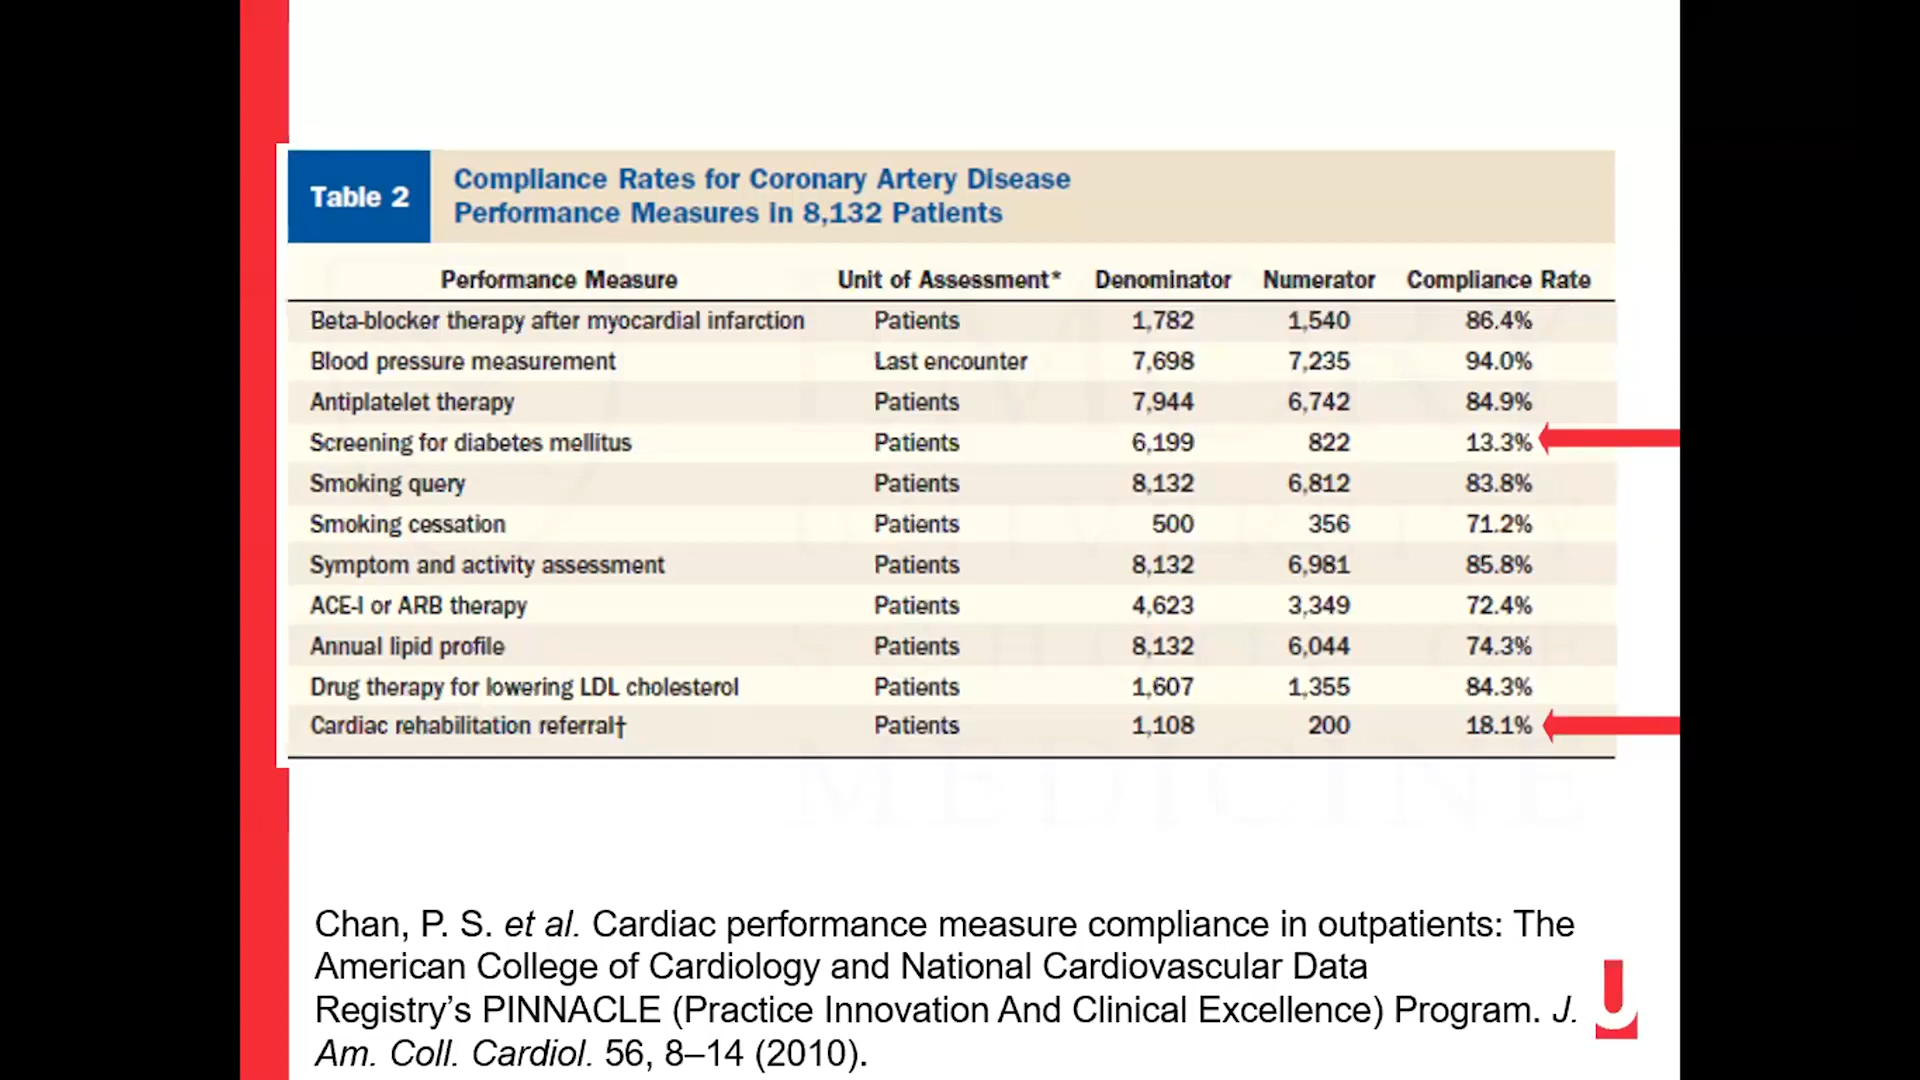 Table 2
Compliance Rates for Coronary Artery Disease
Performance Measures in 8,132 Patients
Performance Measure Unit of Assessment* Denominator Numerator Compliance Rate
Beta-blocker therapy after myocardial infarction Patients 1,782 1,540 86.4%
Blood pressure measurement Last encounter 7,698 7,235 94.0%
Antiplatelet therapy Patients 7,944 6,742 84.9%
Screening for diabetes mellitus Patients 6,199 822 13.3%
Smoking query Patients 8,132 6,812 83.8%
Smoking cessation Patients 500 356 71.2%
Symptom and activity assessment Patients 8,132 6,981 85.8%
ACE-I or ARB therapy Patients 4,623 3,349 72.4%
Annual lipid profile Patients 8,132 6,044 74.3%
Drug therapy for lowering LDL cholesterol Patients 1,607 1,355 84.3%
Cardiac rehabilitation referral† Patients 1,108 200 18.1%
MEDICINE
Chan, P. S. et al. Cardiac performance measure compliance in outpatients: The
American College of Cardiology and National Cardiovascular Data
Registry’s PINNACLE (Practice Innovation And Clinical Excellence) Program. J.
Am. Coll. Cardiol. 56, 8–14 (2010).